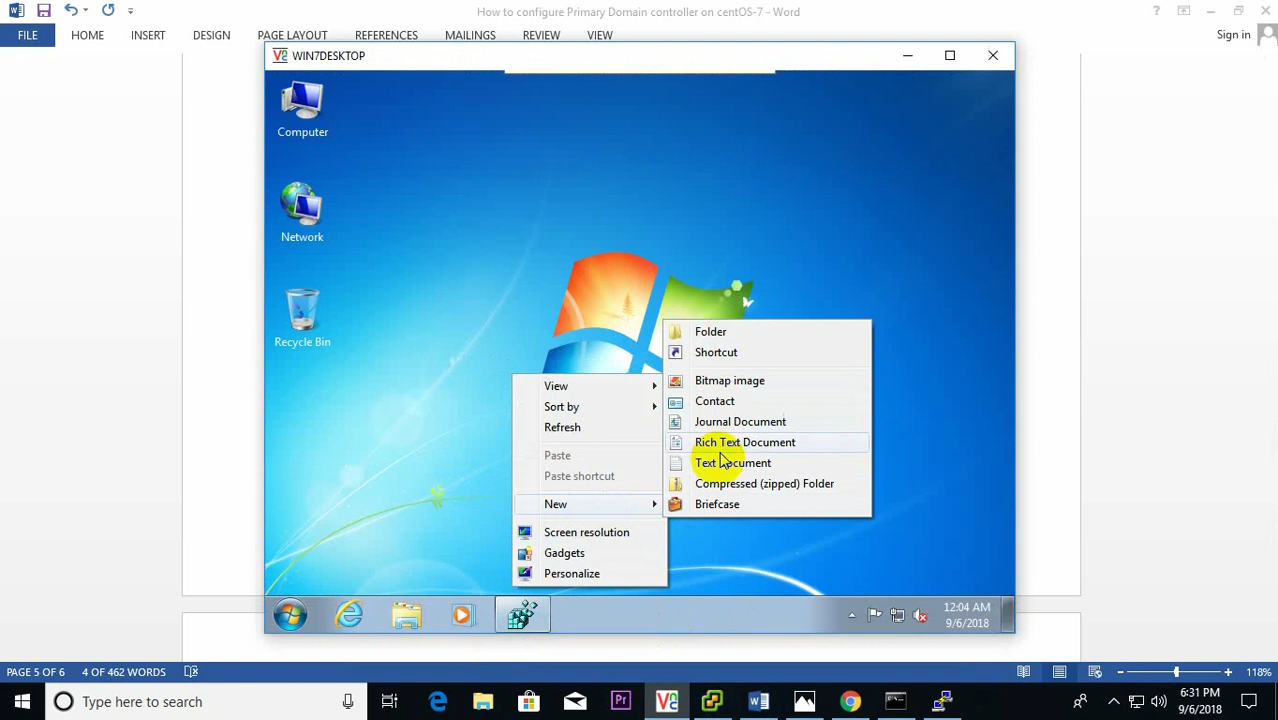 How to configure Primary Domain controller on centOS-7 - Word
FILE HOME INSERT DESIGN PAGE LAYOUT REFERENCES MAILINGS REVIEW VIEW Sign in
WIN7DESKTOP
Computer
Network
Recycle Bin
View
Sort by
Refresh
Paste
Paste shortcut
New
Screen resolution
Gadgets
Personalize
Folder
Shortcut
Bitmap image
Contact
Journal Document
Rich Text Document
Text Document
Compressed (zipped) Folder
Briefcase
12:04 AM
9/6/2018
PAGE 5 OF 6 4 OF 462 WORDS 118%
Type here to search
6:31 PM
9/6/2018